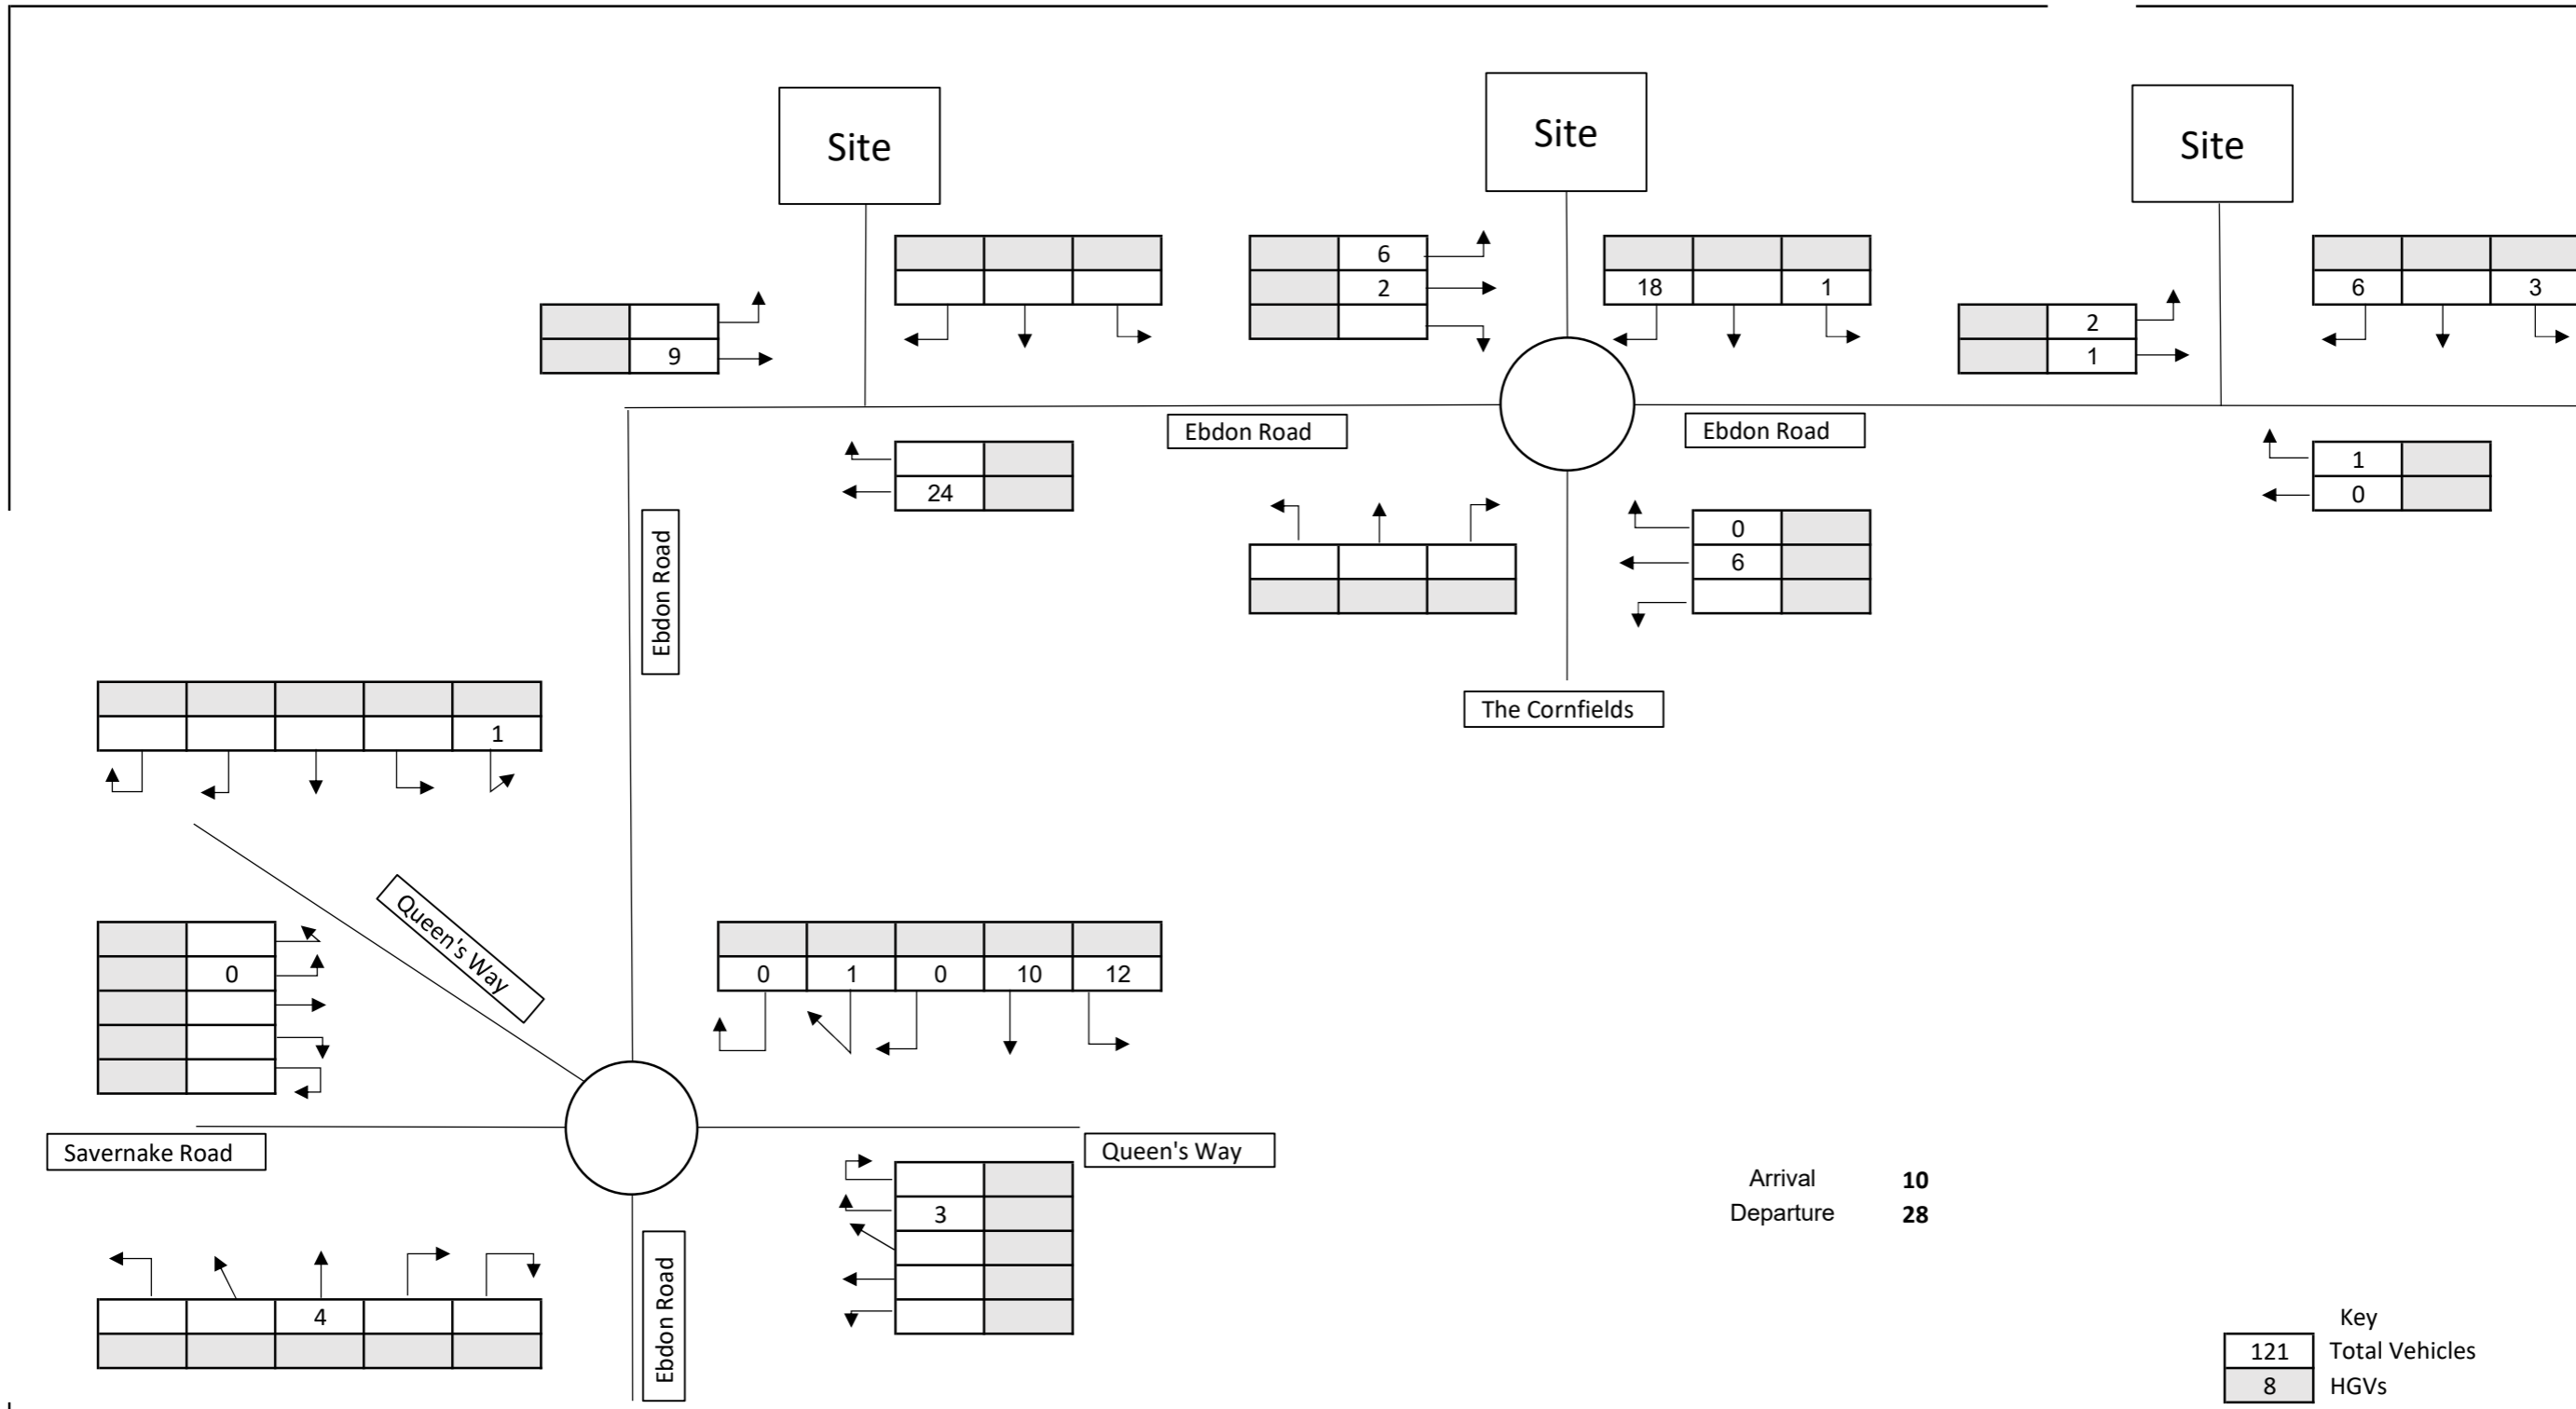 Site
Site
Site
6
2
18 1
6 3
2
1
9
Ebdon Road
Ebdon Road
24
1
0
0
6
Ebdon Road
The Cornfields
1
Queen's Way
0
0 1 0 10 12
Savernake Road
Queen's Way
3
Arrival 10
Departure 28
Ebdon Road
4
Key
121 Total Vehicles
8 HGVs